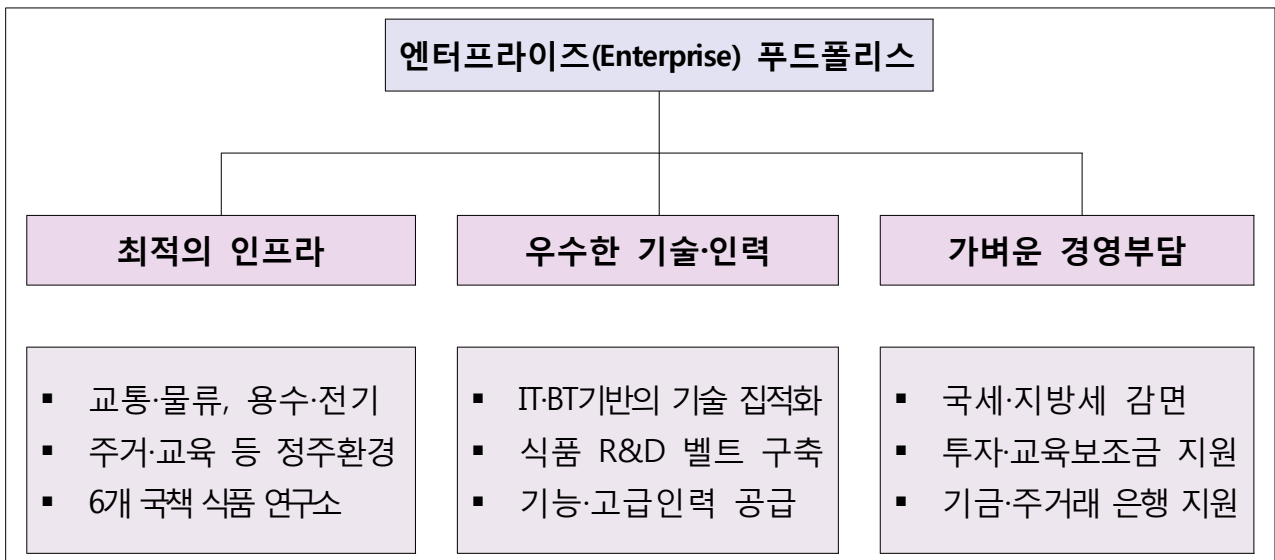 엔터프라이즈(Enterprise) 푸드폴리스
최적의 인프라
우수한 기술·인력
가벼운 경영부담
▪ 교통·물류, 용수·전기
▪ 주거·교육 등 정주환경
▪ 6개 국책 식품 연구소
▪ IT·BT기반의 기술 집적화
▪ 식품 R&D 벨트 구축
▪ 기능·고급인력 공급
▪ 국세·지방세 감면
▪ 투자·교육보조금 지원
▪ 기금·주거래 은행 지원